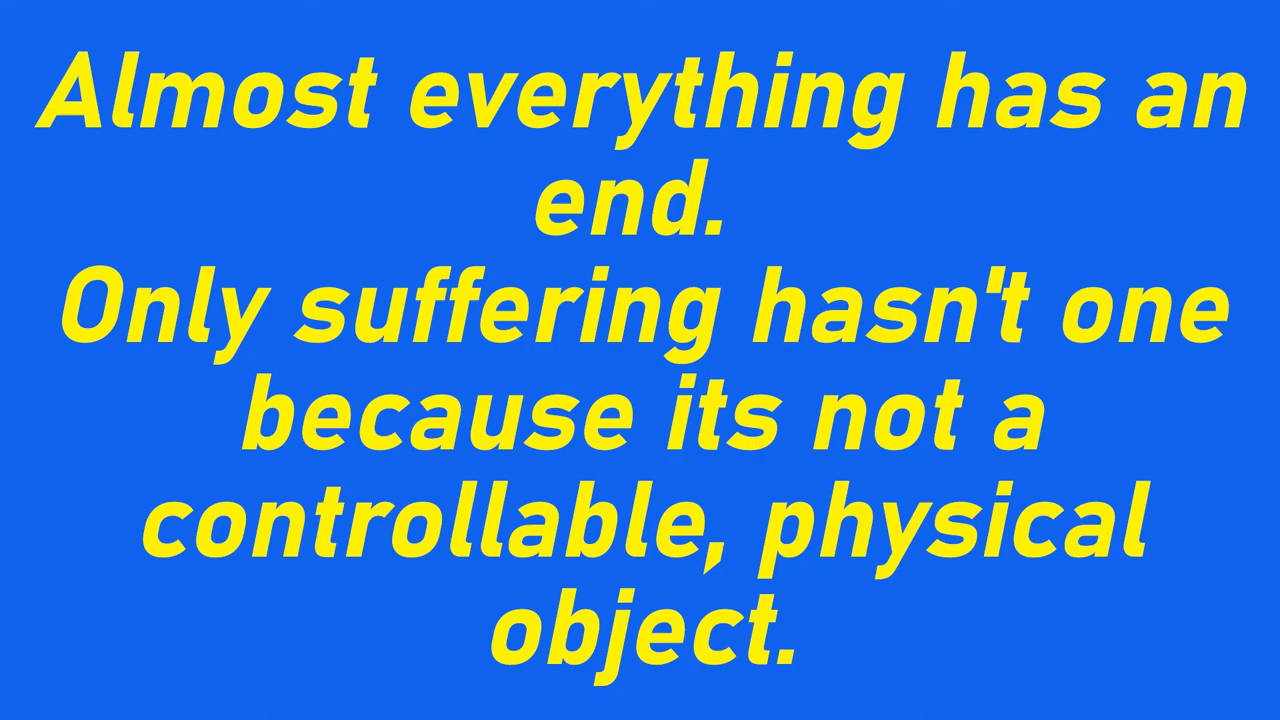 Almost everything has an
end.
Only suffering hasn't one
because its not a
controllable, physical
object.